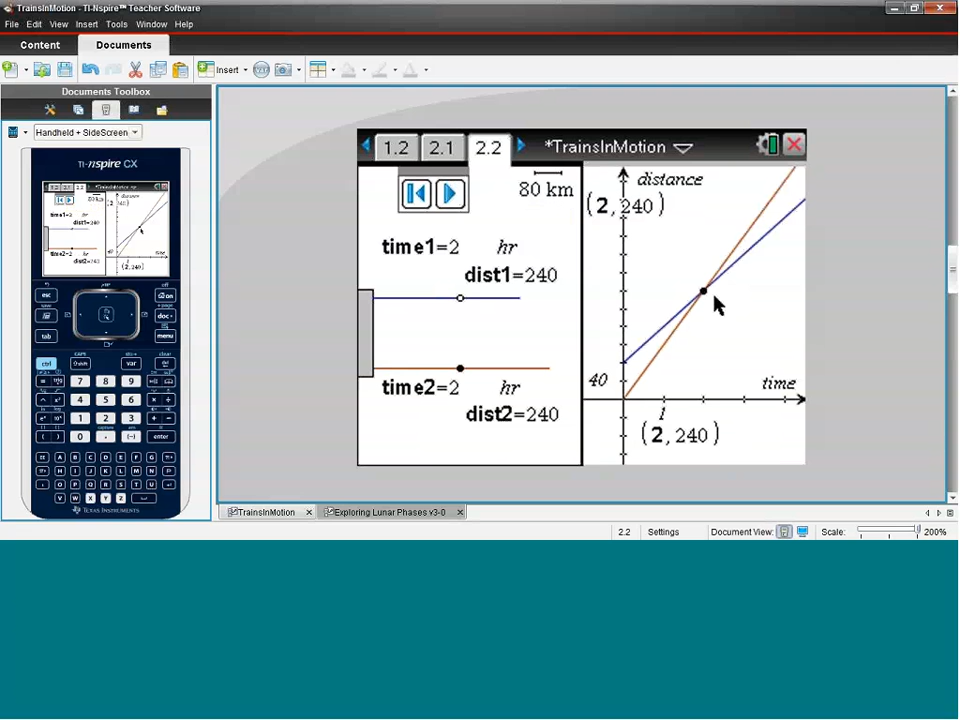 TrainsInMotion - TI-Nspire™ Teacher Software
File Edit View Insert Tools Window Help
Content Documents
Insert
Documents Toolbox
Handheld + SideScreen
TI-nspire CX
1.2 2.1 2.2 *TrainsInMotion
80 km
distance
(2, 240)
time1=2 hr
dist1=240
40
time
1
(2, 240)
time2=2 hr
dist2=240
esc
tab
ctrl
var
doc
menu
del
enter
7 8 9
4 5 6
1 2 3
0 . (−)
A B C D E F G
H I J K L M N
O P Q R S T U
V W X Y Z
TEXAS INSTRUMENTS
TrainsInMotion Exploring Lunar Phases v3-0
2.2 Settings Document View: Scale: 200%